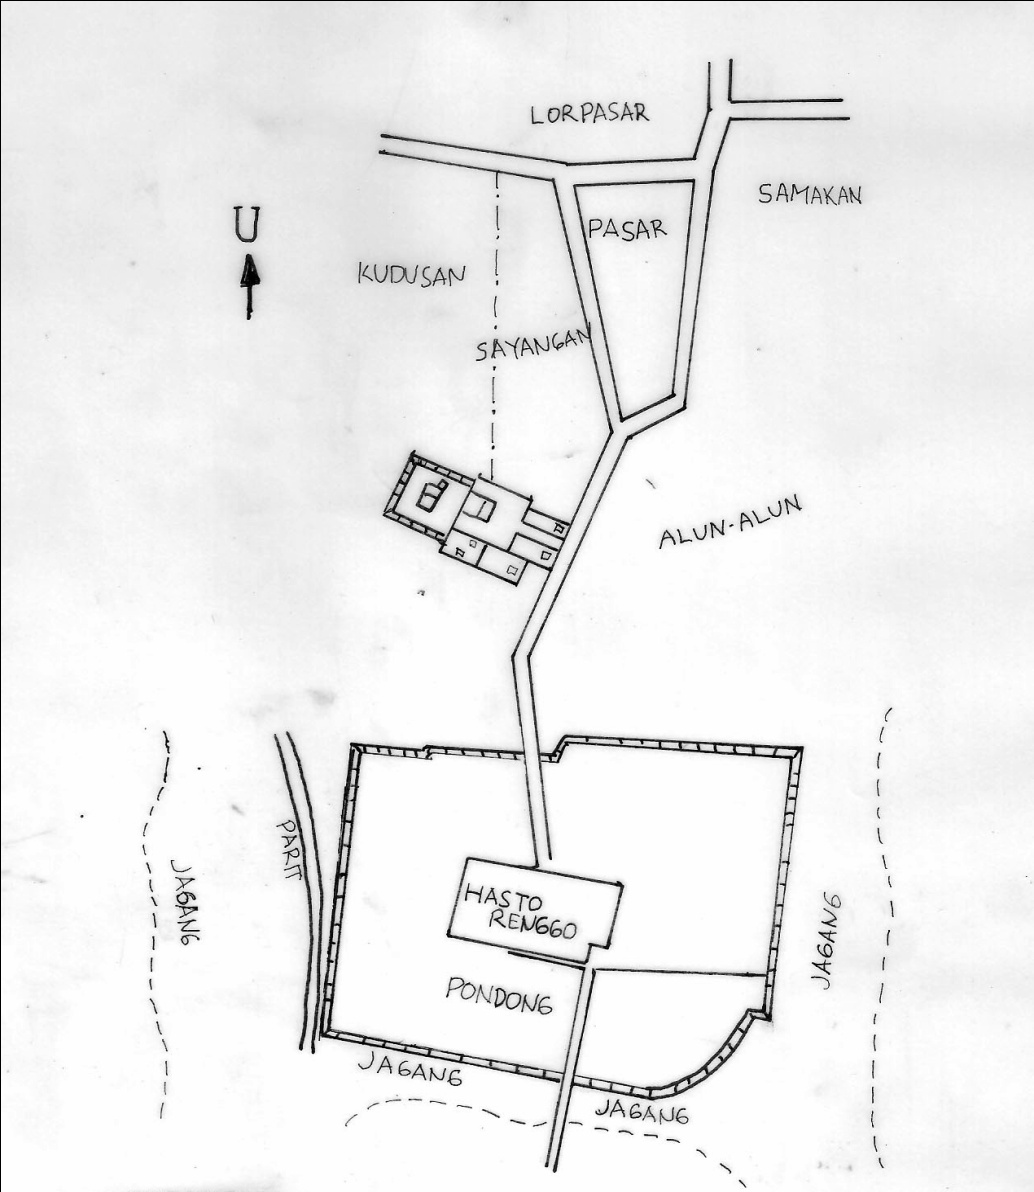 LORPASAR
SAMAKAN
U
PASAR
KUDUSAN
SAYANGAN
ALUN-ALUN
PARIT
JAGANG
HASTO
RENGGO
JAGANG
PONDONG
JAGANG
JAGANG